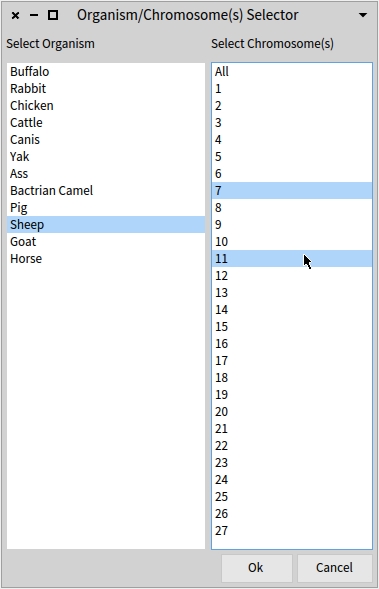 Organism/Chromosome(s) Selector
Select Organism
Buffalo
Rabbit
Chicken
Cattle
Canis
Yak
Ass
Bactrian Camel
Pig
Sheep
Goat
Horse
Select Chromosome(s)
All
1
2
3
4
5
6
7
8
9
10
11
12
13
14
15
16
17
18
19
20
21
22
23
24
25
26
27
Ok
Cancel